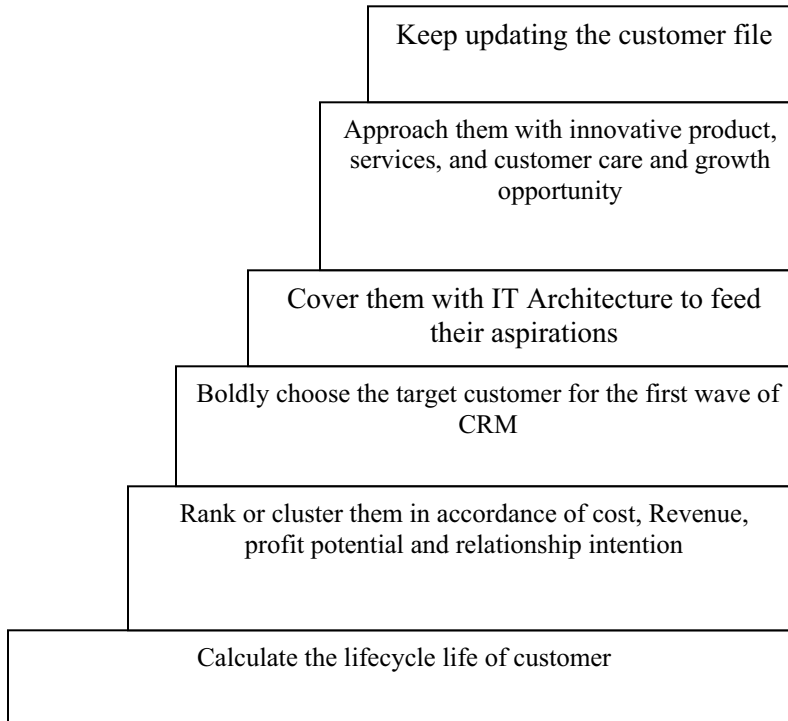 Keep updating the customer file
Approach them with innovative product,
services, and customer care and growth
opportunity
Cover them with IT Architecture to feed
their aspirations
Boldly choose the target customer for the first wave of
CRM
Rank or cluster them in accordance of cost, Revenue,
profit potential and relationship intention
Calculate the lifecycle life of customer